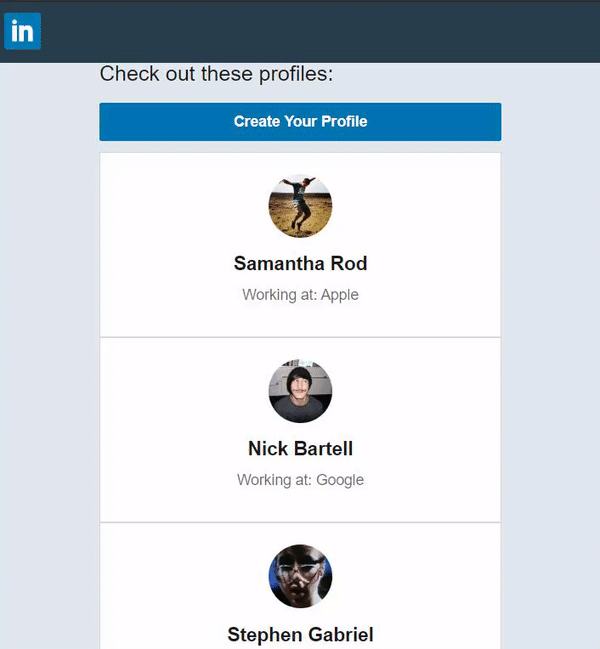 in
Check out these profiles:
Create Your Profile
Samantha Rod
Working at: Apple
Nick Bartell
Working at: Google
Stephen Gabriel